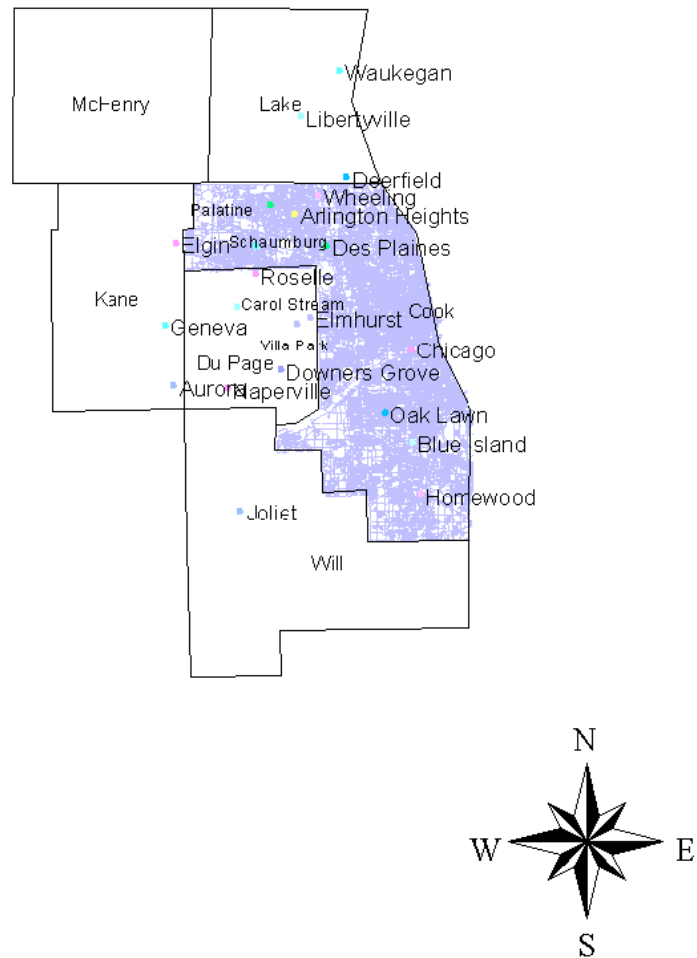 Waukegan
McHenry
Lake
Libertyville
Deerfield
Wheeling
Palatine
Arlington Heights
Elgin
Schaumburg
Des Plaines
Roselle
Kane
Carol Stream
Cook
Geneva
Elmhurst
Villa Park
Chicago
Du Page
Downers Grove
Aurora
Naperville
Oak Lawn
Blue Island
Homewood
Joliet
Will
N
W
E
S